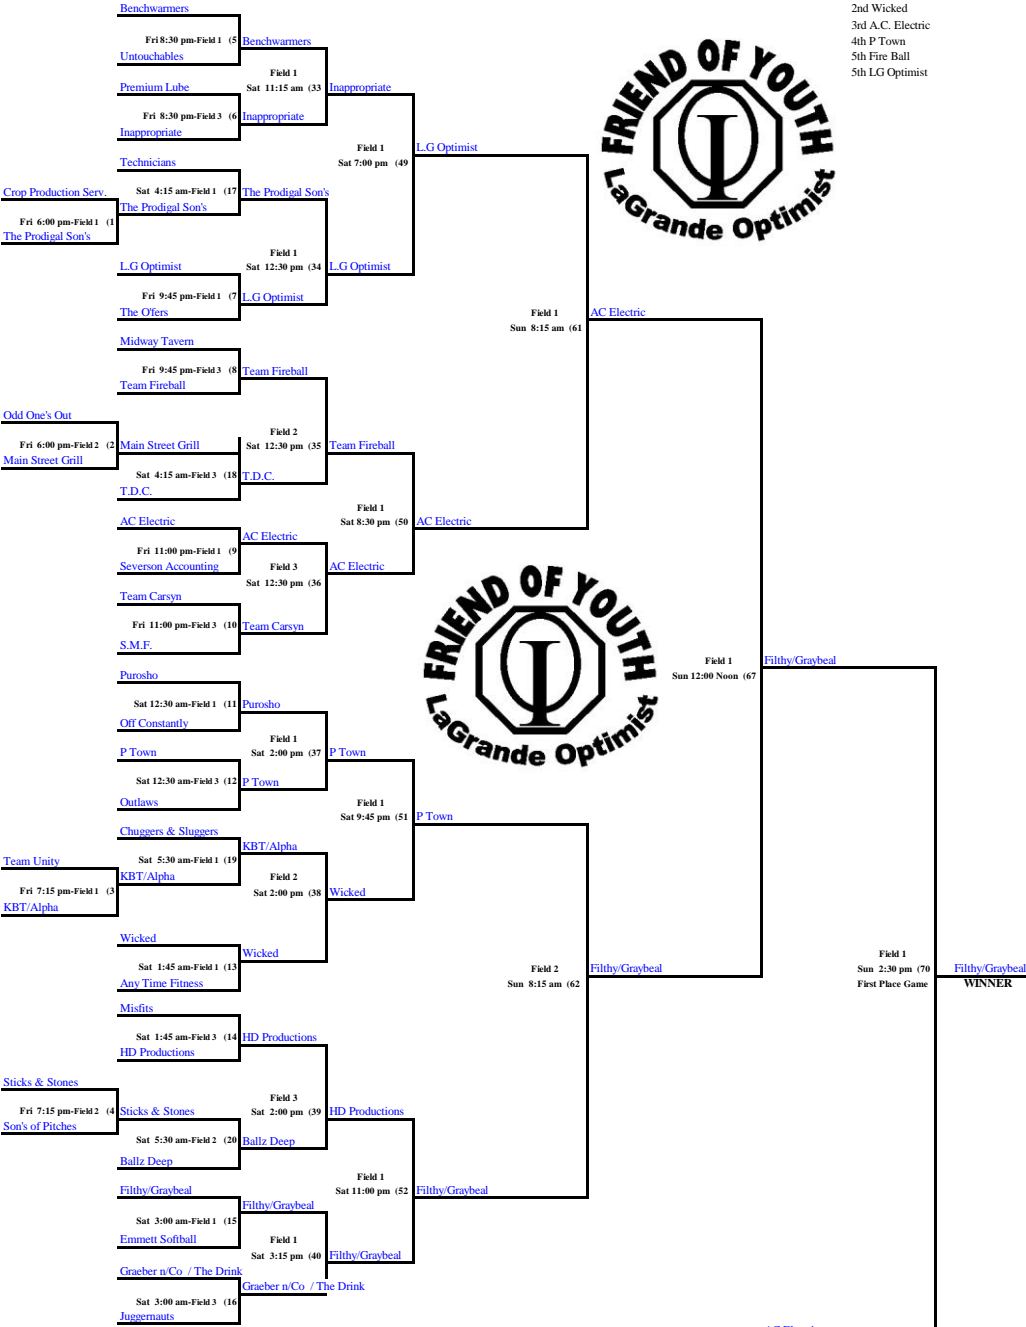 Benchwarmers
2nd Wicked
3rd A.C. Electric
4th P Town
5th Fire Ball
5th LG Optimist
Fri 8:30 pm-Field 1 (5
Benchwarmers
Untouchables
Field 1
Sat 11:15 am (33
Inappropriate
Premium Lube
Fri 8:30 pm-Field 3 (6
Inappropriate
Inappropriate
Field 1
Sat 7:00 pm (49
L.G Optimist
Technicians
Crop Production Serv.
Sat 4:15 am-Field 1 (17
The Prodigal Son's
The Prodigal Son's
Fri 6:00 pm-Field 1 (1
The Prodigal Son's
Field 1
Sat 12:30 pm (34
L.G Optimist
L.G Optimist
Fri 9:45 pm-Field 1 (7
L.G Optimist
The O'fers
FRIEND OF YOUTH
LaGrande Optimist
Field 1
Sun 8:15 am (61
AC Electric
Midway Tavern
Fri 9:45 pm-Field 3 (8
Team Fireball
Team Fireball
Odd One's Out
Field 2
Sat 12:30 pm (35
Team Fireball
Fri 6:00 pm-Field 2 (2
Main Street Grill
Main Street Grill
Sat 4:15 am-Field 3 (18
T.D.C.
T.D.C.
Field 1
Sat 8:30 pm (50
AC Electric
AC Electric
AC Electric
Fri 11:00 pm-Field 1 (9
Severson Accounting
Field 3
Sat 12:30 pm (36
AC Electric
Team Carsyn
Fri 11:00 pm-Field 3 (10
Team Carsyn
S.M.F.
FRIEND OF YOUTH
LaGrande Optimist
Field 1
Sun 12:00 Noon (67
Filthy/Graybeal
Purosho
Sat 12:30 am-Field 1 (11
Purosho
Off Constantly
Field 1
Sat 2:00 pm (37
P Town
P Town
Sat 12:30 am-Field 3 (12
P Town
Outlaws
Field 1
Sat 9:45 pm (51
P Town
Chuggers & Sluggers
KBT/Alpha
Team Unity
Sat 5:30 am-Field 1 (19
KBT/Alpha
Field 2
Sat 2:00 pm (38
Wicked
Fri 7:15 pm-Field 1 (3
KBT/Alpha
Wicked
Wicked
Sat 1:45 am-Field 1 (13
Any Time Fitness
Field 2
Sun 8:15 am (62
Filthy/Graybeal
Field 1
Sun 2:30 pm (70
First Place Game
Filthy/Graybeal
WINNER
Misfits
Sat 1:45 am-Field 3 (14
HD Productions
HD Productions
Sticks & Stones
Field 3
Sat 2:00 pm (39
HD Productions
Fri 7:15 pm-Field 2 (4
Sticks & Stones
Son's of Pitches
Sat 5:30 am-Field 2 (20
Ballz Deep
Ballz Deep
Field 1
Sat 11:00 pm (52
Filthy/Graybeal
Filthy/Graybeal
Filthy/Graybeal
Sat 3:00 am-Field 1 (15
Emmett Softball
Field 1
Sat 3:15 pm (40
Filthy/Graybeal
Graeber n/Co / The Drink
Graeber n/Co / The Drink
Sat 3:00 am-Field 3 (16
Juggernauts